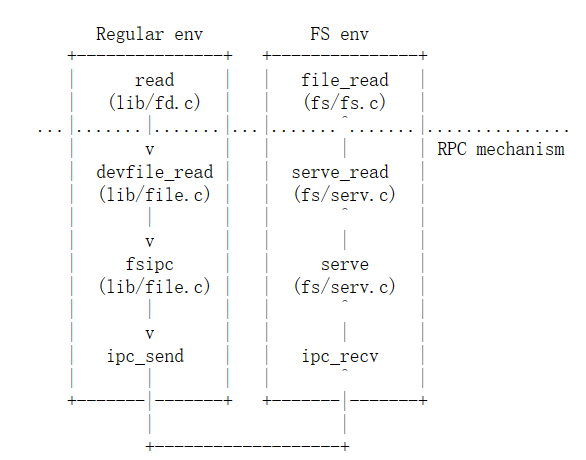 Regular env FS env
read file_read
(lib/fd.c) (fs/fs.c)
RPC mechanism
devfile_read serve_read
(lib/file.c) (fs/serv.c)
fsipc serve
(lib/file.c) (fs/serv.c)
ipc_send ipc_recv